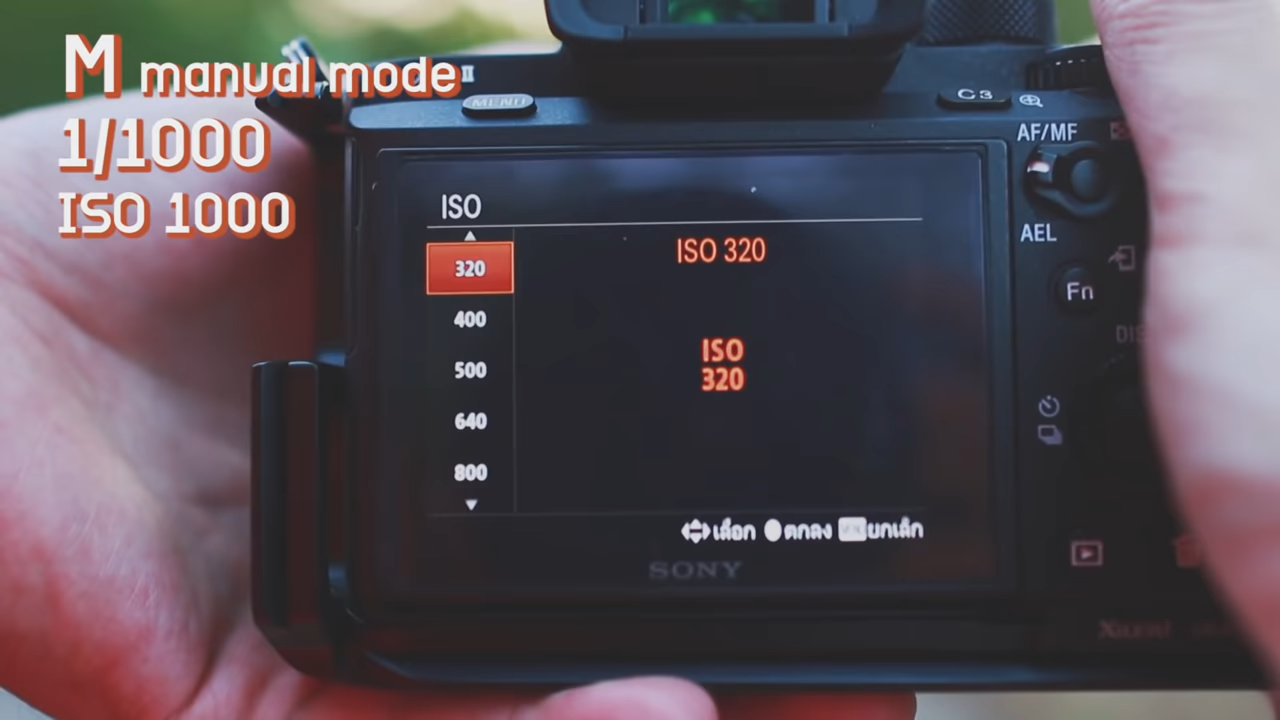 M manual mode
II
1/1000
ISO 1000
MENU
C3
AF/MF
AEL
Fn
ISO
ISO 320
320
400
500
640
800
ISO
320
เลือก ตกลง ยกเลิก
SONY